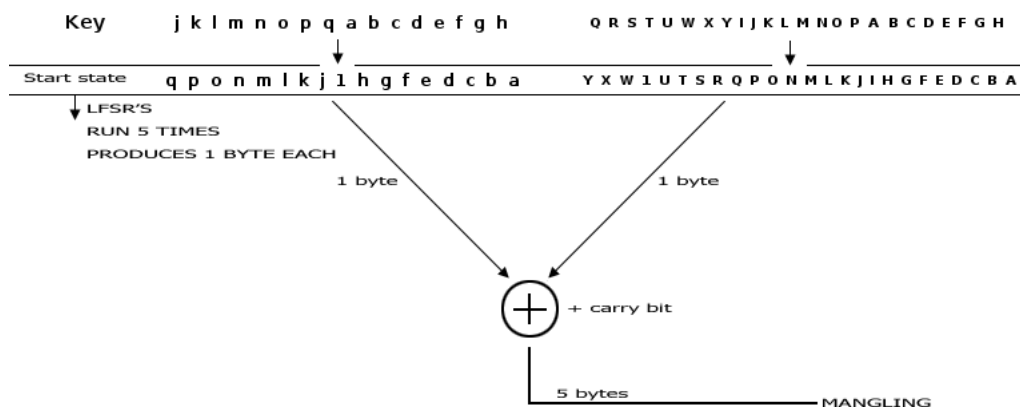 Key j k l m n o p q a b c d e f g h Q R S T U W X Y I J K L M N O P A B C D E F G H
Start state q p o n m l k j 1 h g f e d c b a Y X W 1 U T S R Q P O N M L K J I H G F E D C B A
LFSR'S
RUN 5 TIMES
PRODUCES 1 BYTE EACH
1 byte 1 byte
+ carry bit
5 bytes
MANGLING